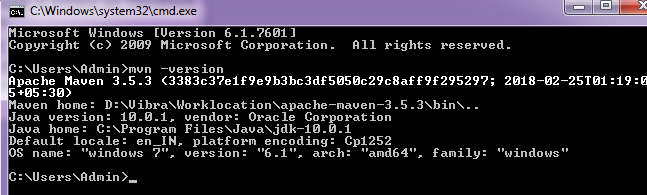 C:\Windows\system32\cmd.exe
Microsoft Windows [Version 6.1.7601]
Copyright (c) 2009 Microsoft Corporation.  All rights reserved.
C:\Users\Admin>mvn -version
Apache Maven 3.5.3 (3383c37e1f9e9b3bc3df5050c29c8aff9f295297; 2018-02-25T01:19:0
5+05:30)
Maven home: D:\Vibra\Worklocation\apache-maven-3.5.3\bin\..
Java version: 10.0.1, vendor: Oracle Corporation
Java home: C:\Program Files\Java\jdk-10.0.1
Default locale: en_IN, platform encoding: Cp1252
OS name: "windows 7", version: "6.1", arch: "amd64", family: "windows"
C:\Users\Admin>_